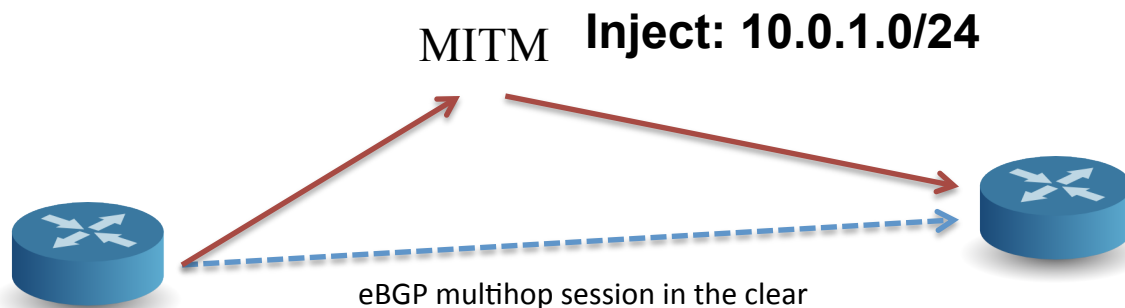 MITM Inject: 10.0.1.0/24
eBGP multihop session in the clear